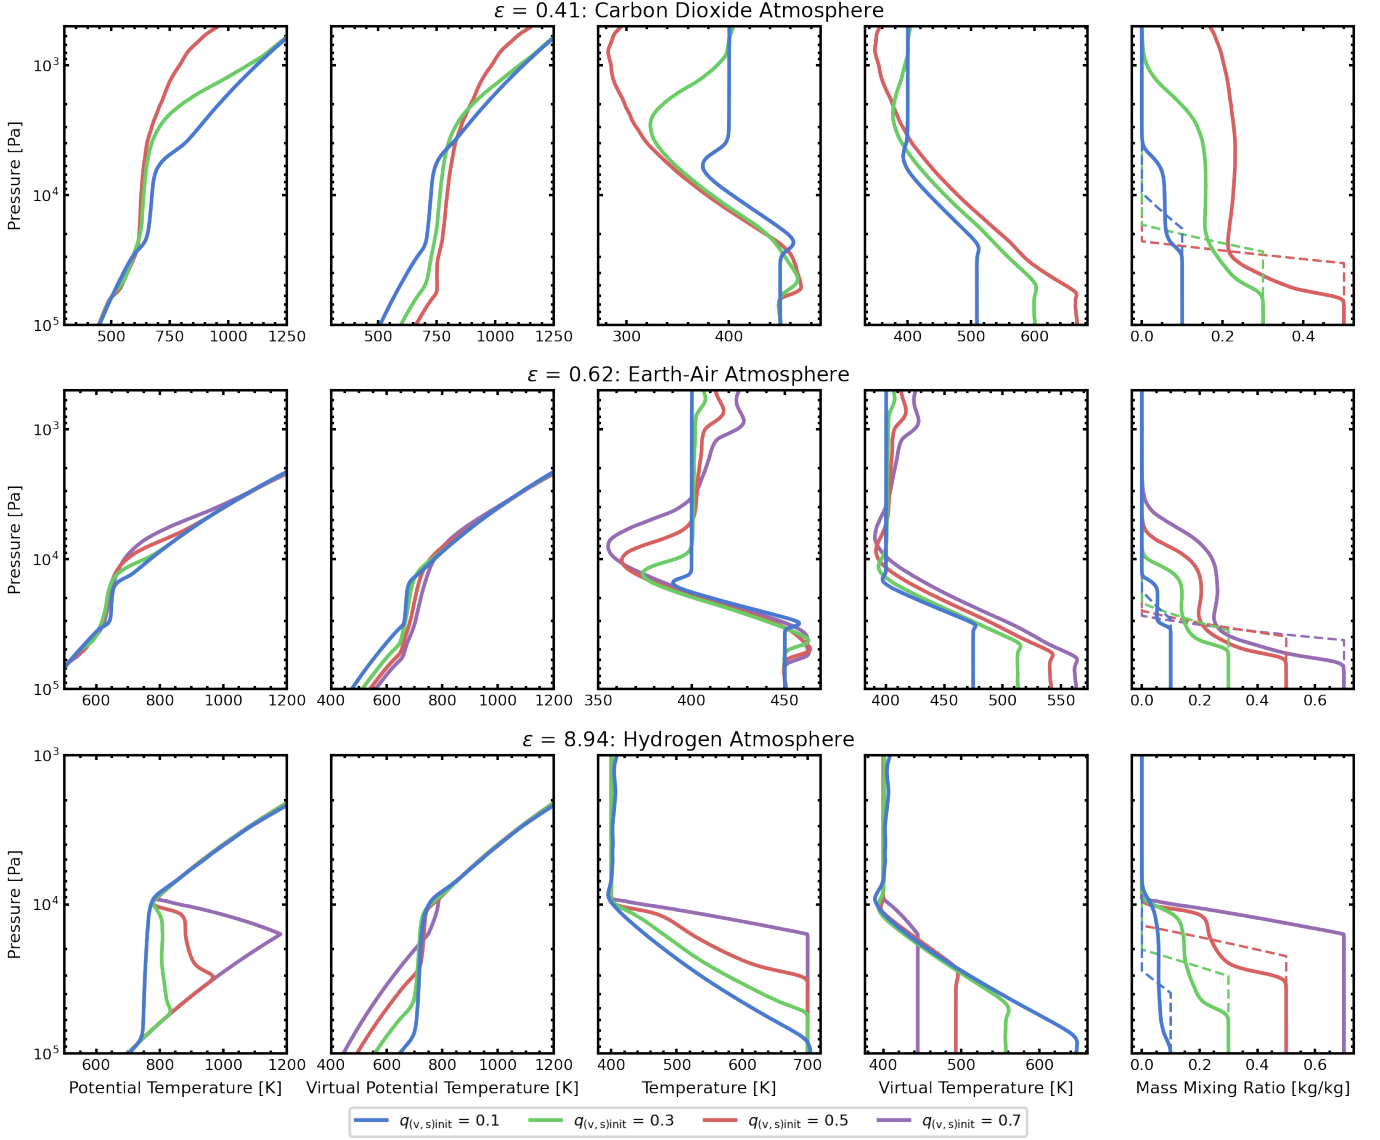 ε = 0.41: Carbon Dioxide Atmosphere
Pressure [Pa]
10³
10⁴
10⁵
500 750 1000 1250
500 750 1000 1250
300 400
400 500 600
0.0 0.2 0.4
ε = 0.62: Earth-Air Atmosphere
Pressure [Pa]
10³
10⁴
10⁵
600 800 1000 1200
400 600 800 1000 1200
350 400 450
400 450 500 550
0.0 0.2 0.4 0.6
ε = 8.94: Hydrogen Atmosphere
Pressure [Pa]
10³
10⁴
10⁵
600 800 1000 1200
400 600 800 1000 1200
400 500 600 700
400 500 600
0.0 0.2 0.4 0.6
Potential Temperature [K] Virtual Potential Temperature [K] Temperature [K] Virtual Temperature [K] Mass Mixing Ratio [kg/kg]
q(v, s)init = 0.1 q(v, s)init = 0.3 q(v, s)init = 0.5 q(v, s)init = 0.7